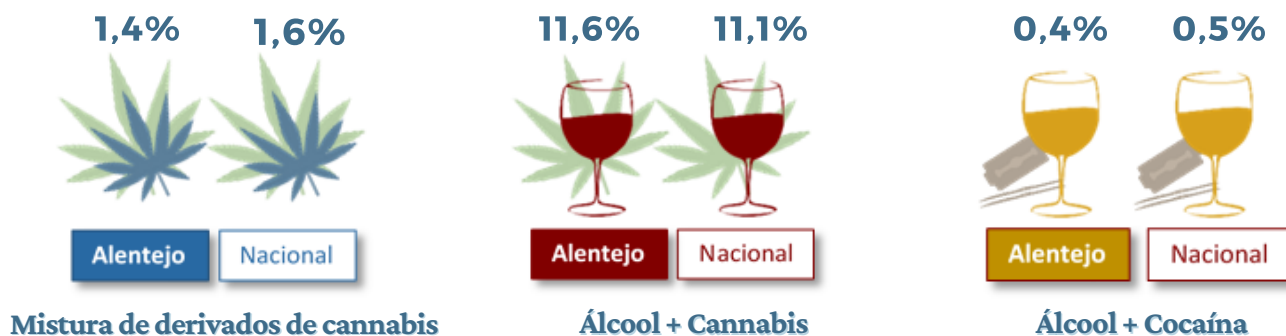 1,4% 1,6%
Alentejo Nacional
Mistura de derivados de cannabis
11,6% 11,1%
Alentejo Nacional
Álcool + Cannabis
0,4% 0,5%
Alentejo Nacional
Álcool + Cocaína